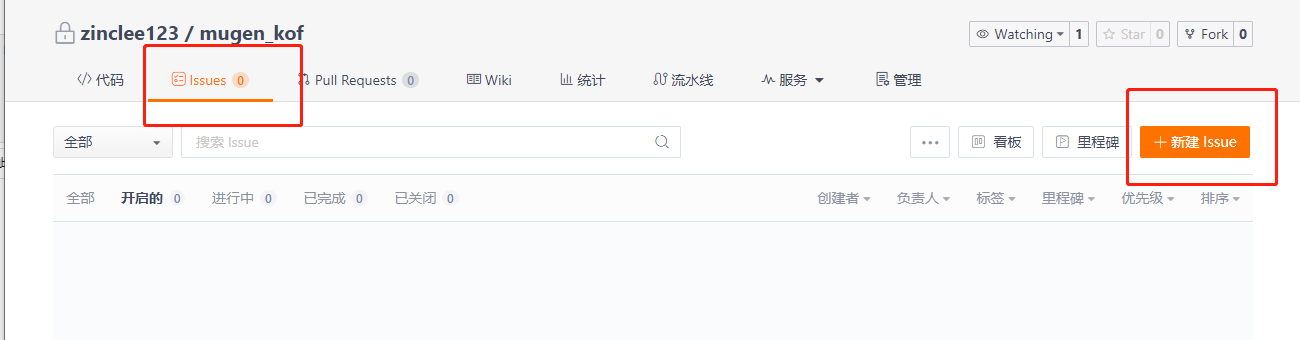 zinclee123 / mugen_kof
Watching 1 Star 0 Fork 0
代码 Issues 0 Pull Requests 0 Wiki 统计 流水线 服务 管理
全部 搜索 Issue ... 看板 里程碑 新建 Issue
全部 开启的 0 进行中 0 已完成 0 已关闭 0 创建者 负责人 标签 里程碑 优先级 排序